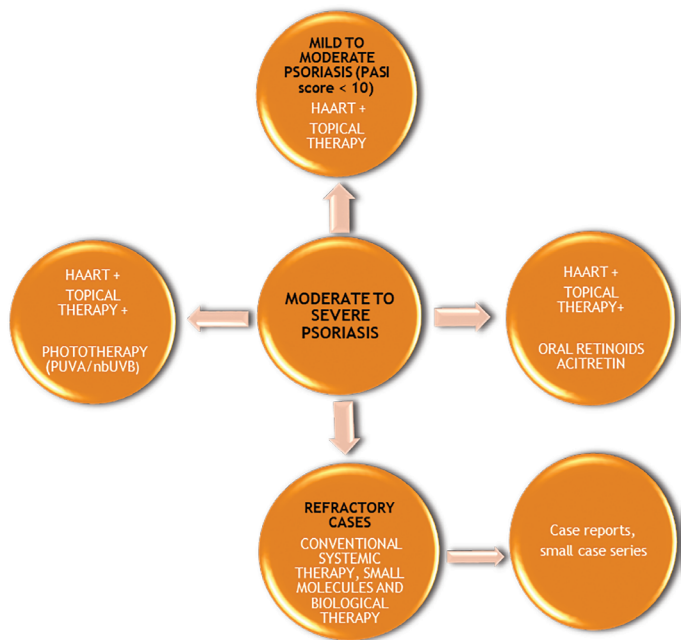 MILD TO
MODERATE
PSORIASIS (PASI
score < 10)
HAART +
TOPICAL
THERAPY
HAART +
TOPICAL
THERAPY +
PHOTOTHERAPY
(PUVA/nbUVB)
MODERATE TO
SEVERE
PSORIASIS
HAART +
TOPICAL
THERAPY+
ORAL RETINOIDS
ACITRETIN
REFRACTORY
CASES
CONVENTIONAL
SYSTEMIC
THERAPY, SMALL
MOLECULES AND
BIOLOGICAL
THERAPY
Case reports,
small case series